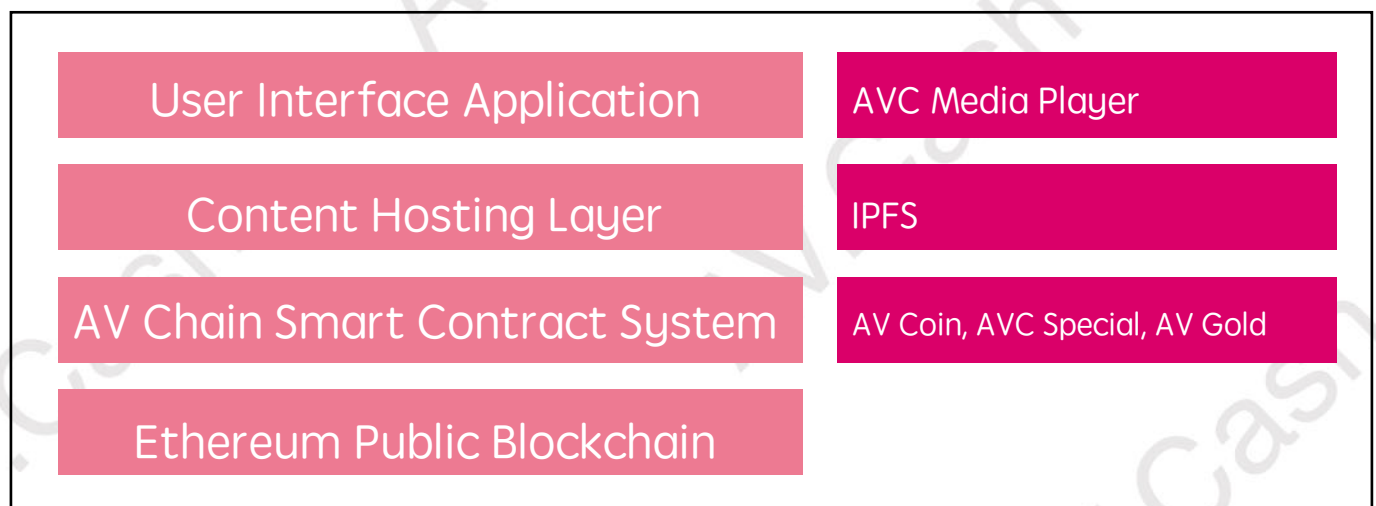 User Interface Application
AVC Media Player
Content Hosting Layer
IPFS
AV Chain Smart Contract System
AV Coin, AVC Special, AV Gold
Ethereum Public Blockchain